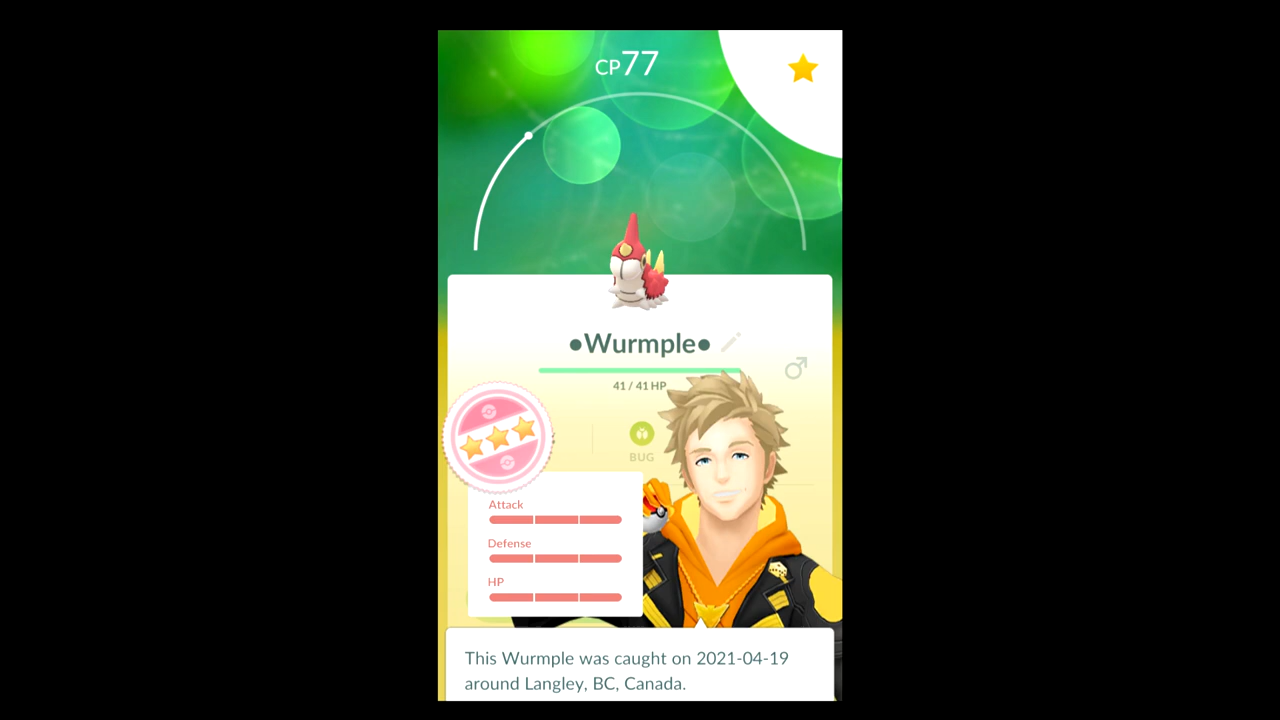 CP77
●Wurmple●
41 / 41 HP
BUG
Attack
Defense
HP
This Wurmple was caught on 2021-04-19
around Langley, BC, Canada.